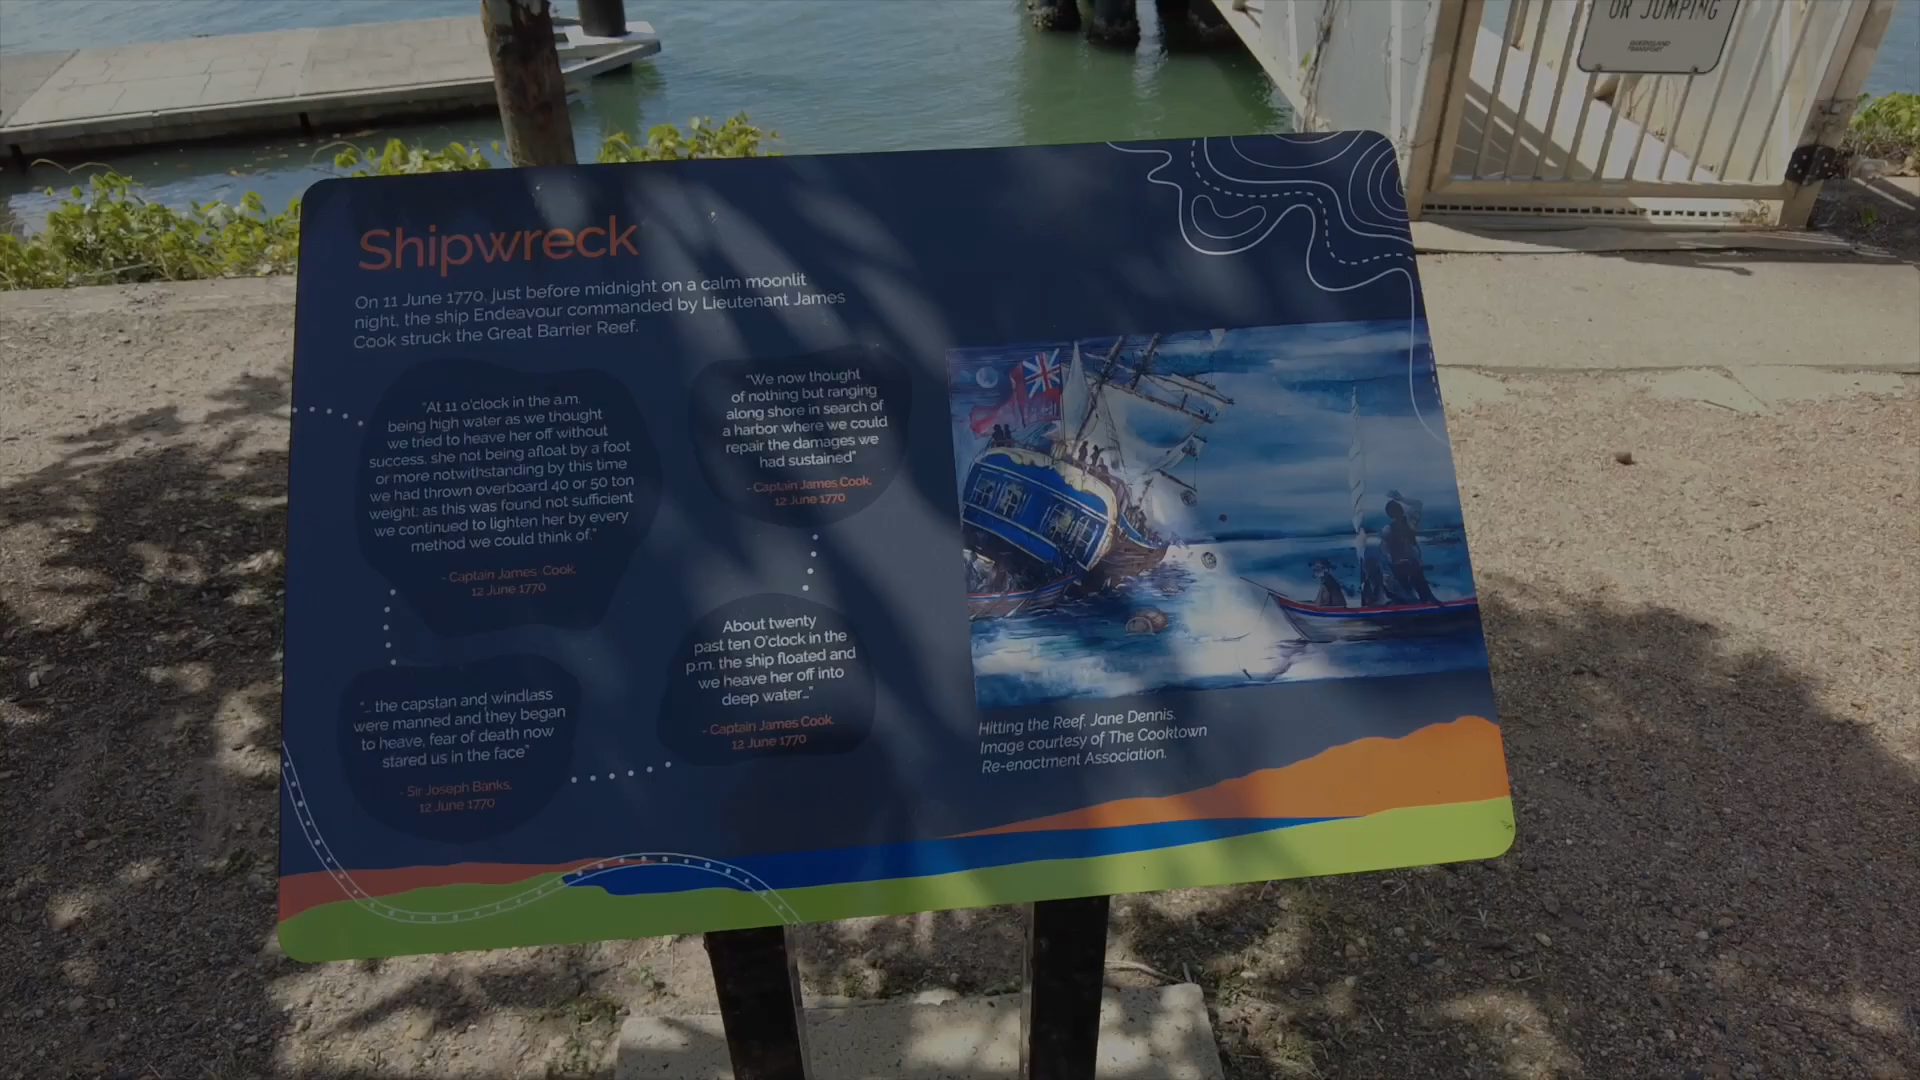 OR JUMPING
QUEENSLAND
TRANSPORT
Shipwreck
On 11 June 1770, just before midnight on a calm moonlit
night, the ship Endeavour commanded by Lieutenant James
Cook struck the Great Barrier Reef.
"At 11 o'clock in the a.m.
being high water as we thought
we tried to heave her off without
success, she not being afloat by a foot
or more notwithstanding by this time
we had thrown overboard 40 or 50 ton
weight; as this was found not sufficient
we continued to lighten her by every
method we could think of."
- Captain James Cook,
12 June 1770
"... the capstan and windlass
were manned and they began
to heave, fear of death now
stared us in the face"
- Sir Joseph Banks,
12 June 1770
"We now thought
of nothing but ranging
along shore in search of
a harbor where we could
repair the damages we
had sustained"
- Captain James Cook,
12 June 1770
About twenty
past ten O'clock in the
p.m. the ship floated and
we heave her off into
deep water..."
- Captain James Cook,
12 June 1770
Hitting the Reef, Jane Dennis.
Image courtesy of The Cooktown
Re-enactment Association.